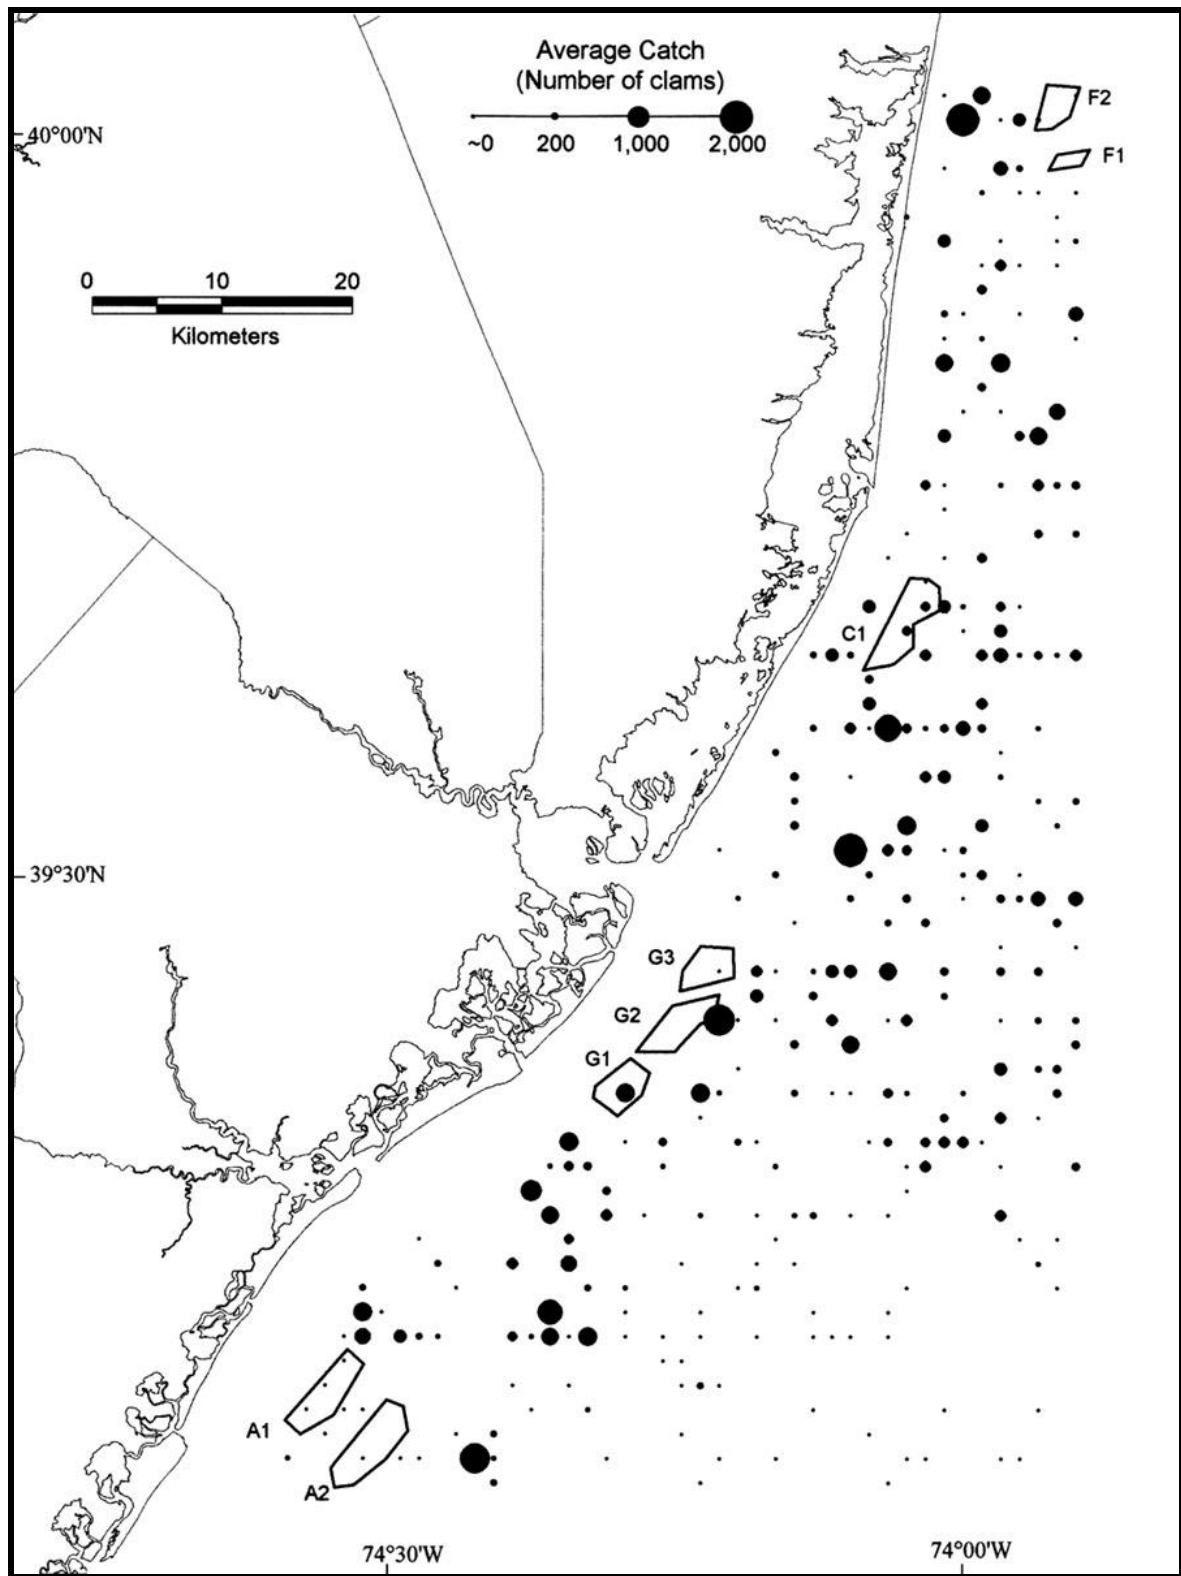 Average Catch
(Number of clams)
~0 200 1,000 2,000
F2
40°00'N
F1
0 10 20
Kilometers
C1
39°30'N
G3
G2
G1
A1
A2
74°30'W 74°00'W